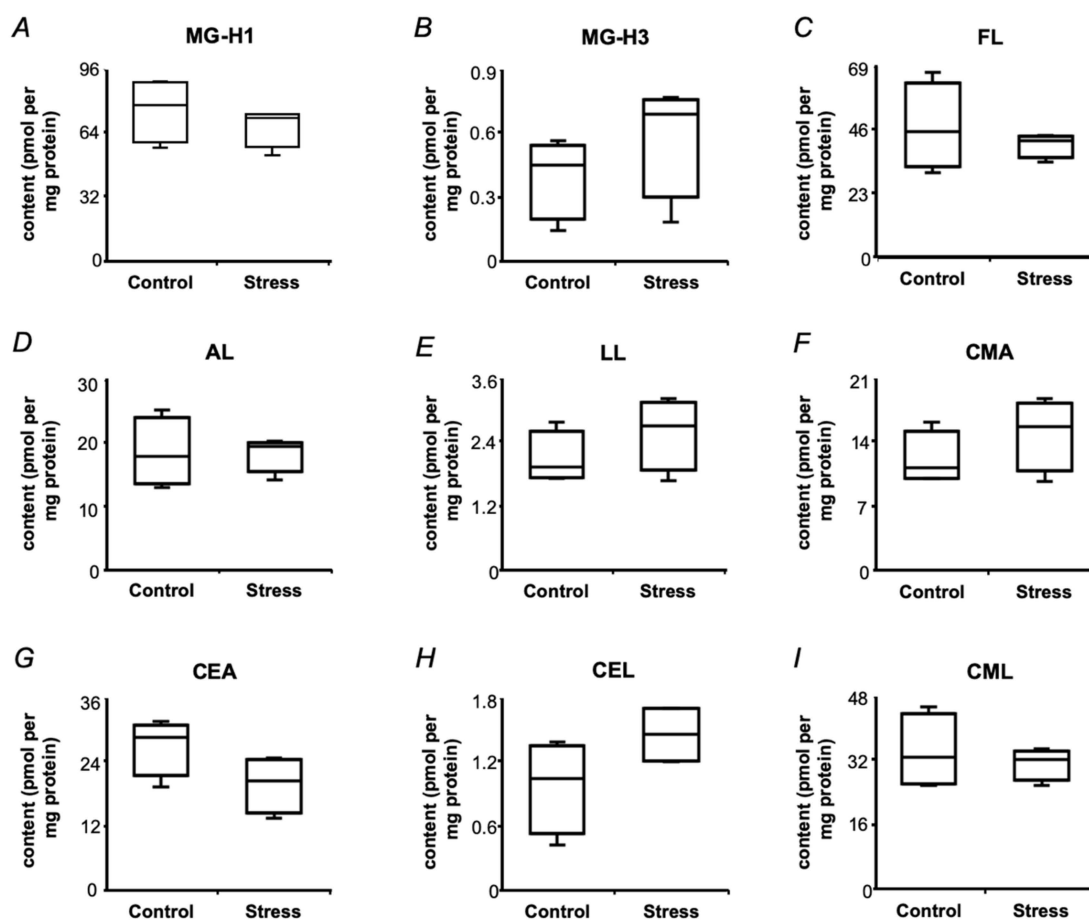 A
MG-H1
content (pmol per
mg protein)
96
64
32
0
Control Stress
B
MG-H3
content (pmol per
mg protein)
0.9
0.6
0.3
0
Control Stress
C
FL
content (pmol per
mg protein)
69
46
23
0
Control Stress
D
AL
content (pmol per
mg protein)
30
20
10
0
Control Stress
E
LL
content (pmol per
mg protein)
3.6
2.4
1.2
0
Control Stress
F
CMA
content (pmol per
mg protein)
21
14
7
0
Control Stress
G
CEA
content (pmol per
mg protein)
36
24
12
0
Control Stress
H
CEL
content (pmol per
mg protein)
1.8
1.2
0.6
0
Control Stress
I
CML
content (pmol per
mg protein)
48
32
16
0
Control Stress